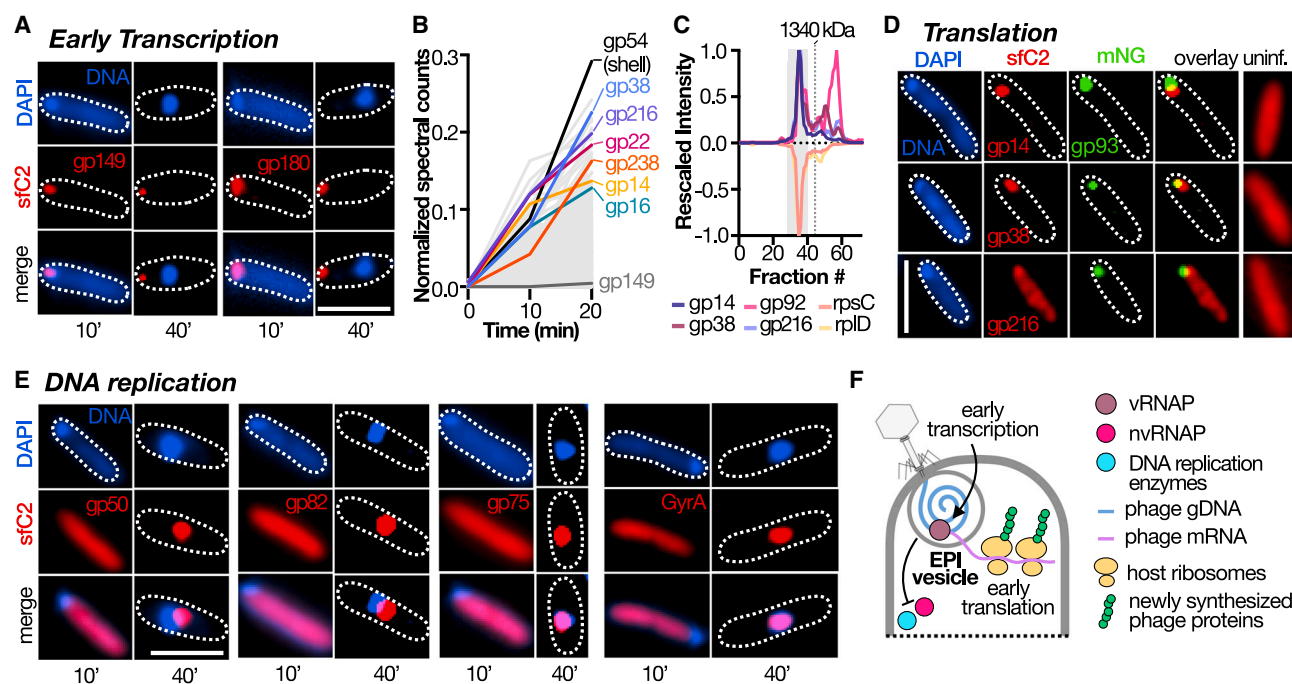 A Early Transcription
DAPI
DNA
sfC2
gp149
gp180
merge
10’ 40’ 10’ 40’
B
Normalized spectral counts
0.3
0.2
0.1
0.0
0 10 20
Time (min)
gp54
(shell)
gp38
gp216
gp22
gp238
gp14
gp16
gp149
C
1340 kDa
Rescaled Intensity
1.0
0.5
0.0
-0.5
-1.0
0 20 40 60
Fraction #
gp14 gp92 rpsC
gp38 gp216 rplD
D Translation
DAPI sfC2 mNG overlay uninf.
DNA gp14 gp93
gp38
gp216
E DNA replication
DAPI
DNA
sfC2
gp50 gp82 gp75 GyrA
merge
10’ 40’ 10’ 40’ 10’ 40’ 10’ 40’
F
early
transcription
EPI
vesicle
early
translation
vRNAP
nvRNAP
DNA replication
enzymes
phage gDNA
phage mRNA
host ribosomes
newly synthesized
phage proteins